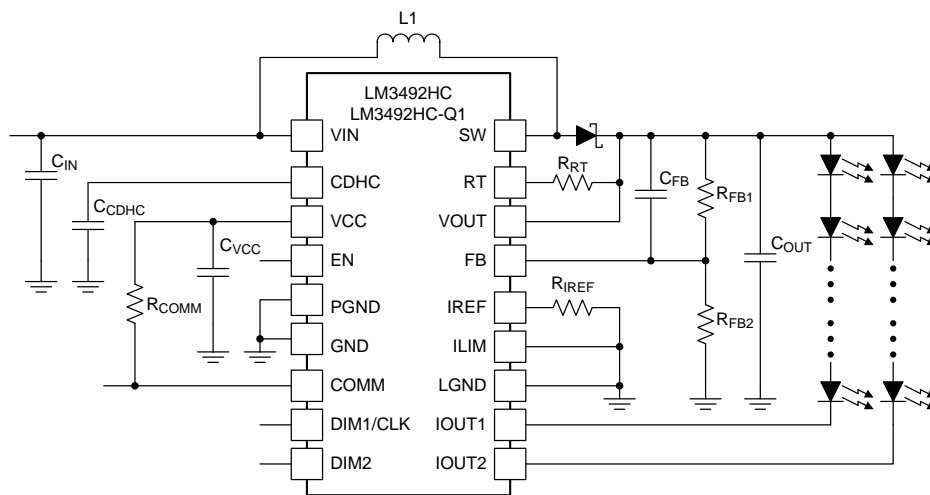 L1
LM3492HC
LM3492HC-Q1
VIN
SW
CIN
CDHC
RT
RRT
CFB
RFB1
CCDHC
VCC
VOUT
CVCC
COUT
EN
FB
RCOMM
PGND
IREF
RIREF
RFB2
GND
ILIM
COMM
LGND
DIM1/CLK
IOUT1
DIM2
IOUT2